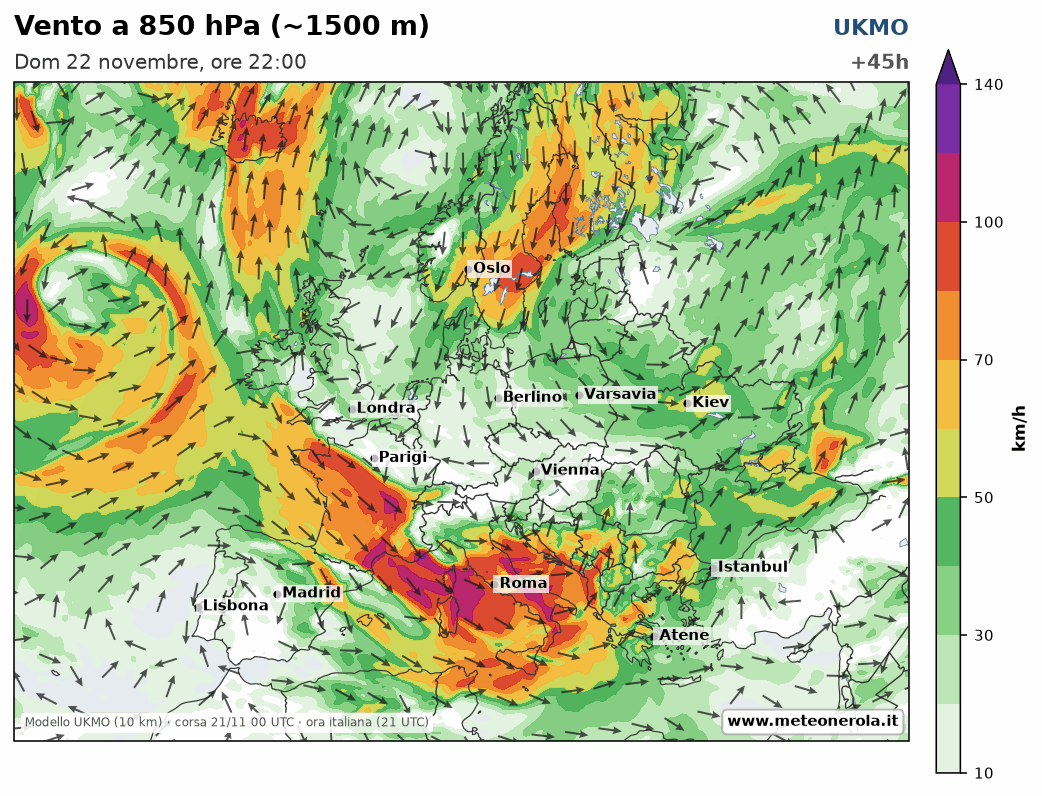 Vento a 850 hPa (~1500 m)
UKMO
Dom 22 novembre, ore 22:00
+45h
140
100
70
50
30
10
km/h
Oslo
Berlino
Varsavia
Kiev
Londra
Parigi
Vienna
Istanbul
Roma
Madrid
Lisbona
Atene
Modello UKMO (10 km) · corsa 21/11 00 UTC · ora italiana (21 UTC)
www.meteonerola.it